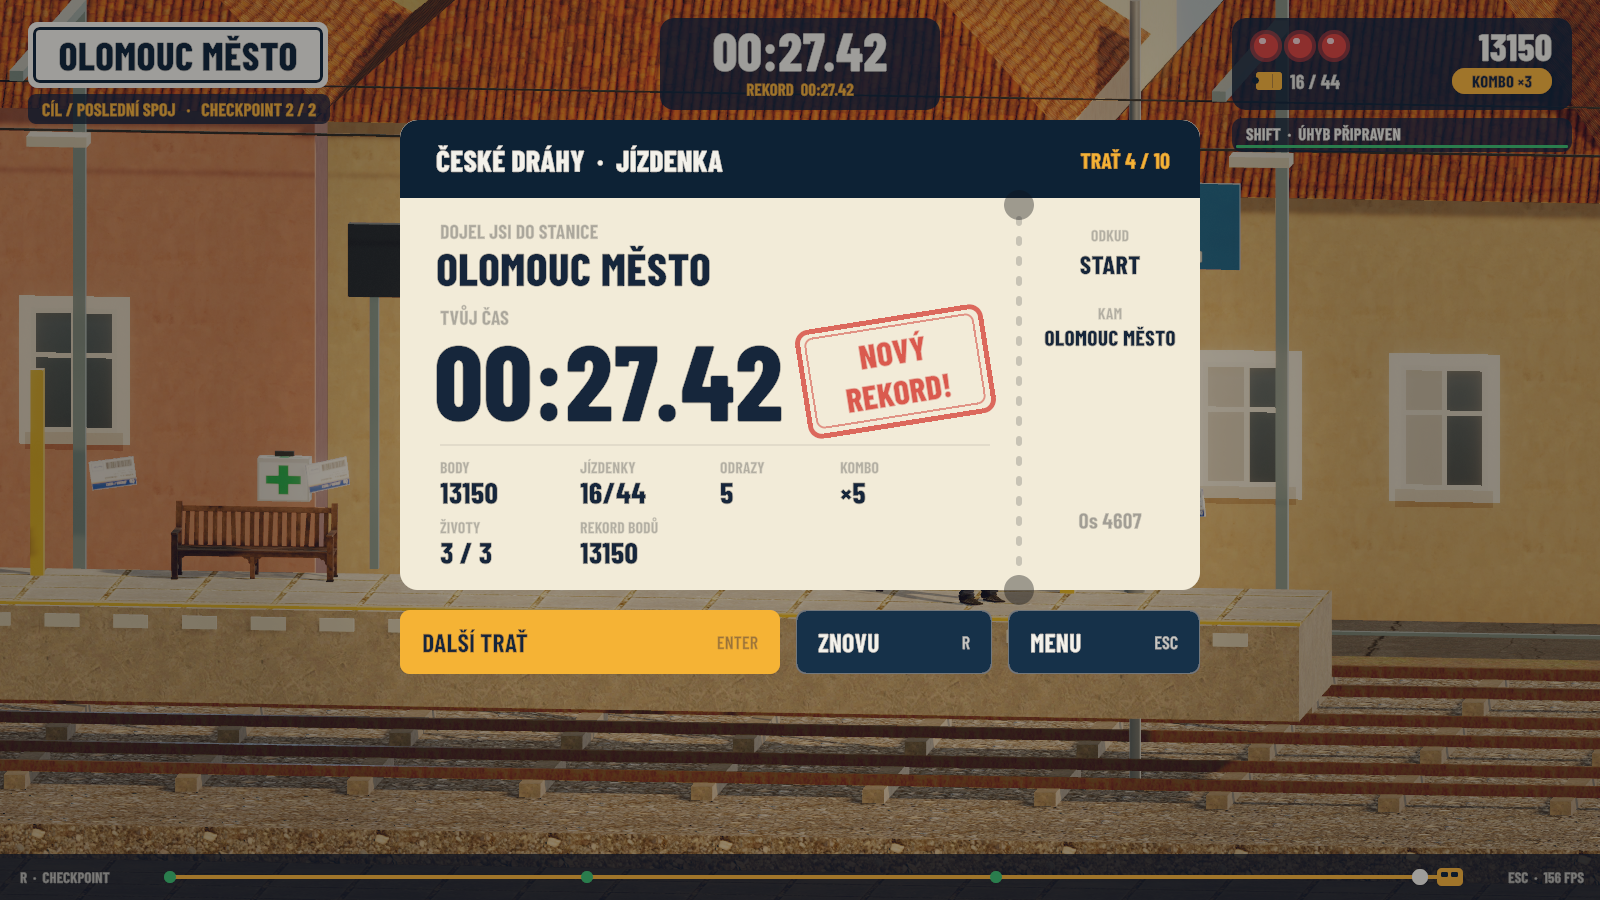 OLOMOUC MĚSTO
CÍL / POSLEDNÍ SPOJ · CHECKPOINT 2 / 2
00:27.42
REKORD 00:27.42
13150
16 / 44
KOMBO ×3
SHIFT · ÚHYB PŘIPRAVEN
ČESKÉ DRÁHY · JÍZDENKA
TRAŤ 4 / 10
DOJEL JSI DO STANICE
OLOMOUC MĚSTO
TVŮJ ČAS
00:27.42
NOVÝ
REKORD!
BODY
13150
JÍZDENKY
16/44
ODRAZY
5
KOMBO
×5
ŽIVOTY
3 / 3
REKORD BODŮ
13150
ODKUD
START
KAM
OLOMOUC MĚSTO
Os 4607
DALŠÍ TRAŤ ENTER
ZNOVU R
MENU ESC
R · CHECKPOINT
ESC · 156 FPS